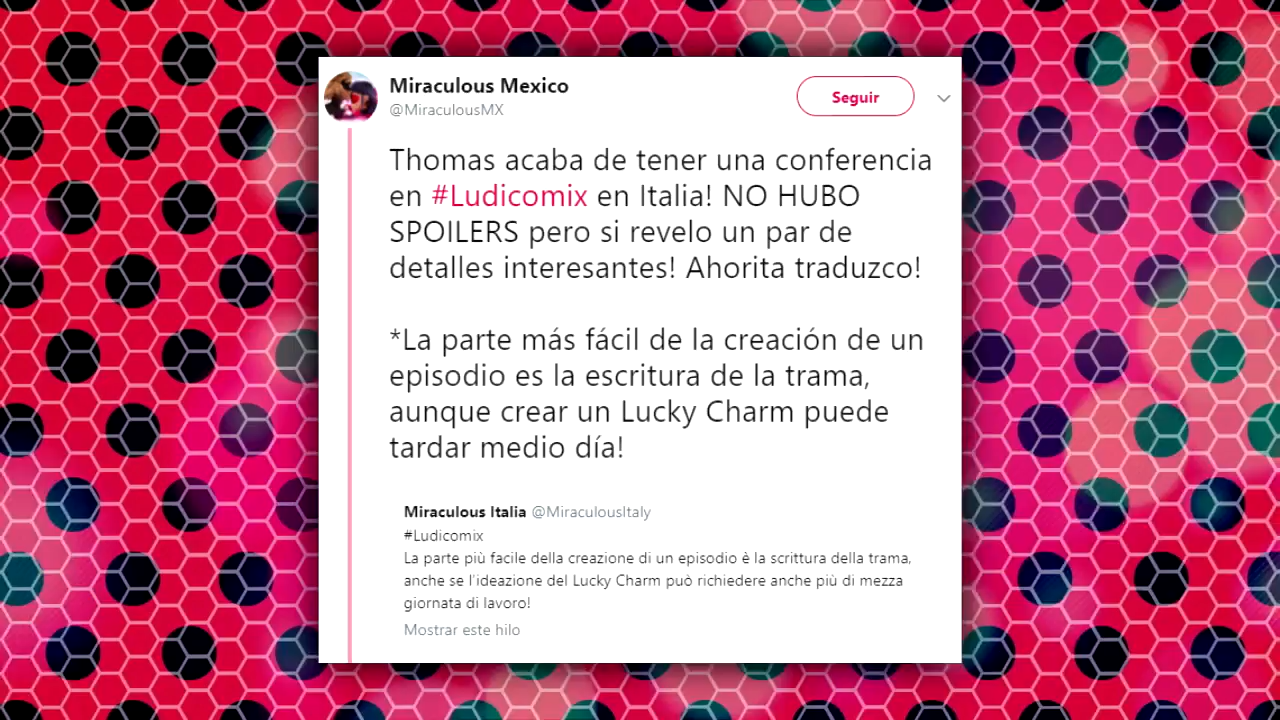 Miraculous Mexico
@MiraculousMX
Seguir
Thomas acaba de tener una conferencia
en #Ludicomix en Italia! NO HUBO
SPOILERS pero si revelo un par de
detalles interesantes! Ahorita traduzco!
*La parte más fácil de la creación de un
episodio es la escritura de la trama,
aunque crear un Lucky Charm puede
tardar medio día!
Miraculous Italia @MiraculousItaly
#Ludicomix
La parte più facile della creazione di un episodio è la scrittura della trama,
anche se l'ideazione del Lucky Charm può richiedere anche più di mezza
giornata di lavoro!
Mostrar este hilo